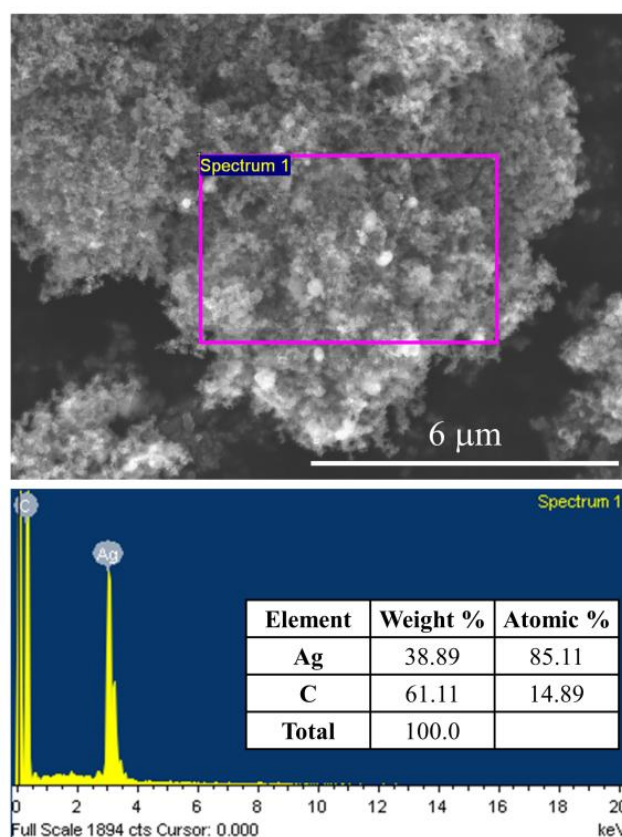 Spectrum 1
6 μm
Spectrum 1
C
Ag
Element Weight % Atomic %
Ag 38.89 85.11
C 61.11 14.89
Total 100.0
0 2 4 6 8 10 12 14 16 18 20
Full Scale 1894 cts Cursor: 0.000 keV